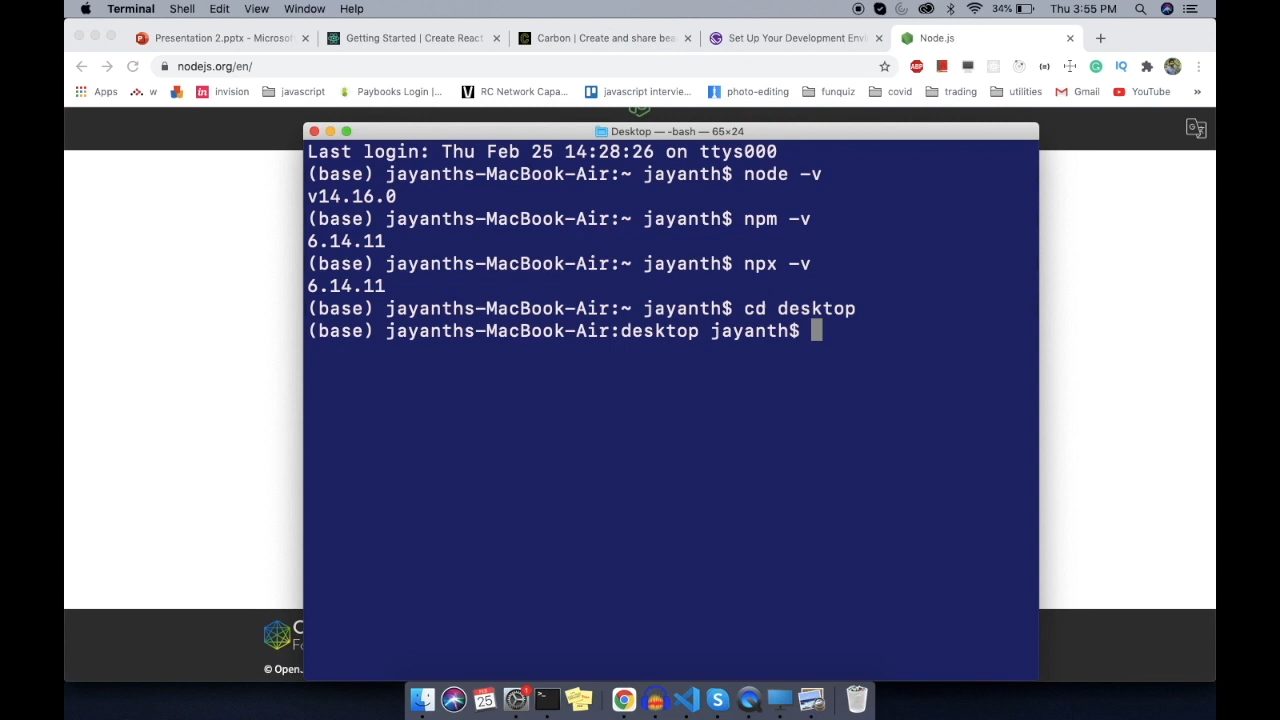 Terminal Shell Edit View Window Help 34% Thu 3:55 PM
Presentation 2.pptx - Microsof Getting Started | Create React Carbon | Create and share bea Set Up Your Development Envi Node.js
nodejs.org/en/
Apps w invision javascript Paybooks Login |... RC Network Capa... javascript intervie... photo-editing funquiz covid trading utilities Gmail YouTube »
Desktop — -bash — 65×24
Last login: Thu Feb 25 14:28:26 on ttys000
(base) jayanths-MacBook-Air:~ jayanth$ node -v
v14.16.0
(base) jayanths-MacBook-Air:~ jayanth$ npm -v
6.14.11
(base) jayanths-MacBook-Air:~ jayanth$ npx -v
6.14.11
(base) jayanths-MacBook-Air:~ jayanth$ cd desktop
(base) jayanths-MacBook-Air:desktop jayanth$
© OpenJ
FEB
25
1